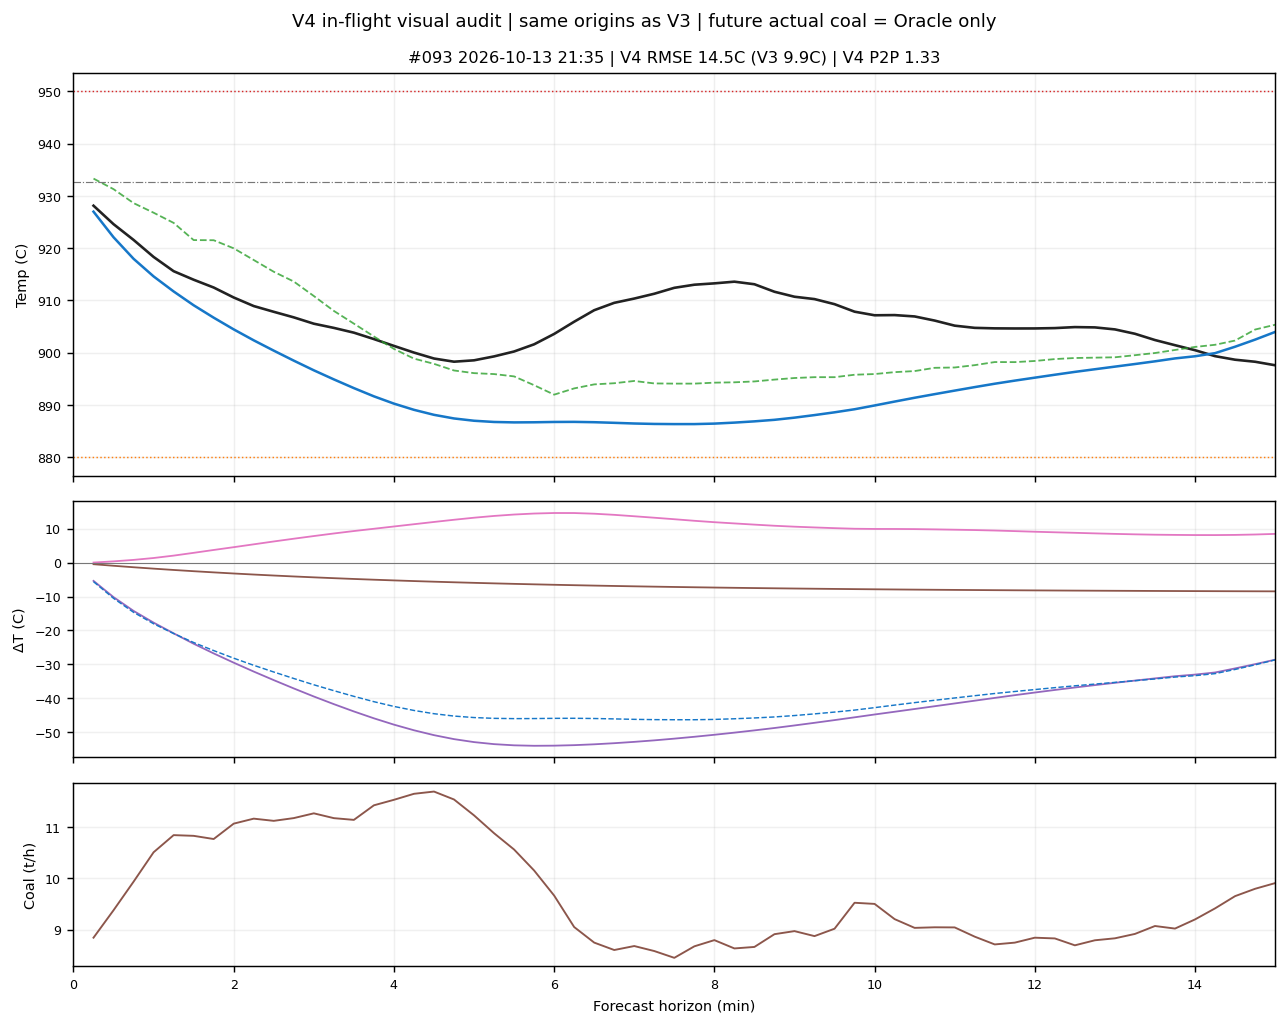 V4 in-flight visual audit | same origins as V3 | future actual coal = Oracle only
#093 2026-10-13 21:35 | V4 RMSE 14.5C (V3 9.9C) | V4 P2P 1.33
950
940
930
920
910
900
890
880
Temp (C)
10
0
−10
−20
−30
−40
−50
ΔT (C)
11
10
9
Coal (t/h)
0 2 4 6 8 10 12 14
Forecast horizon (min)